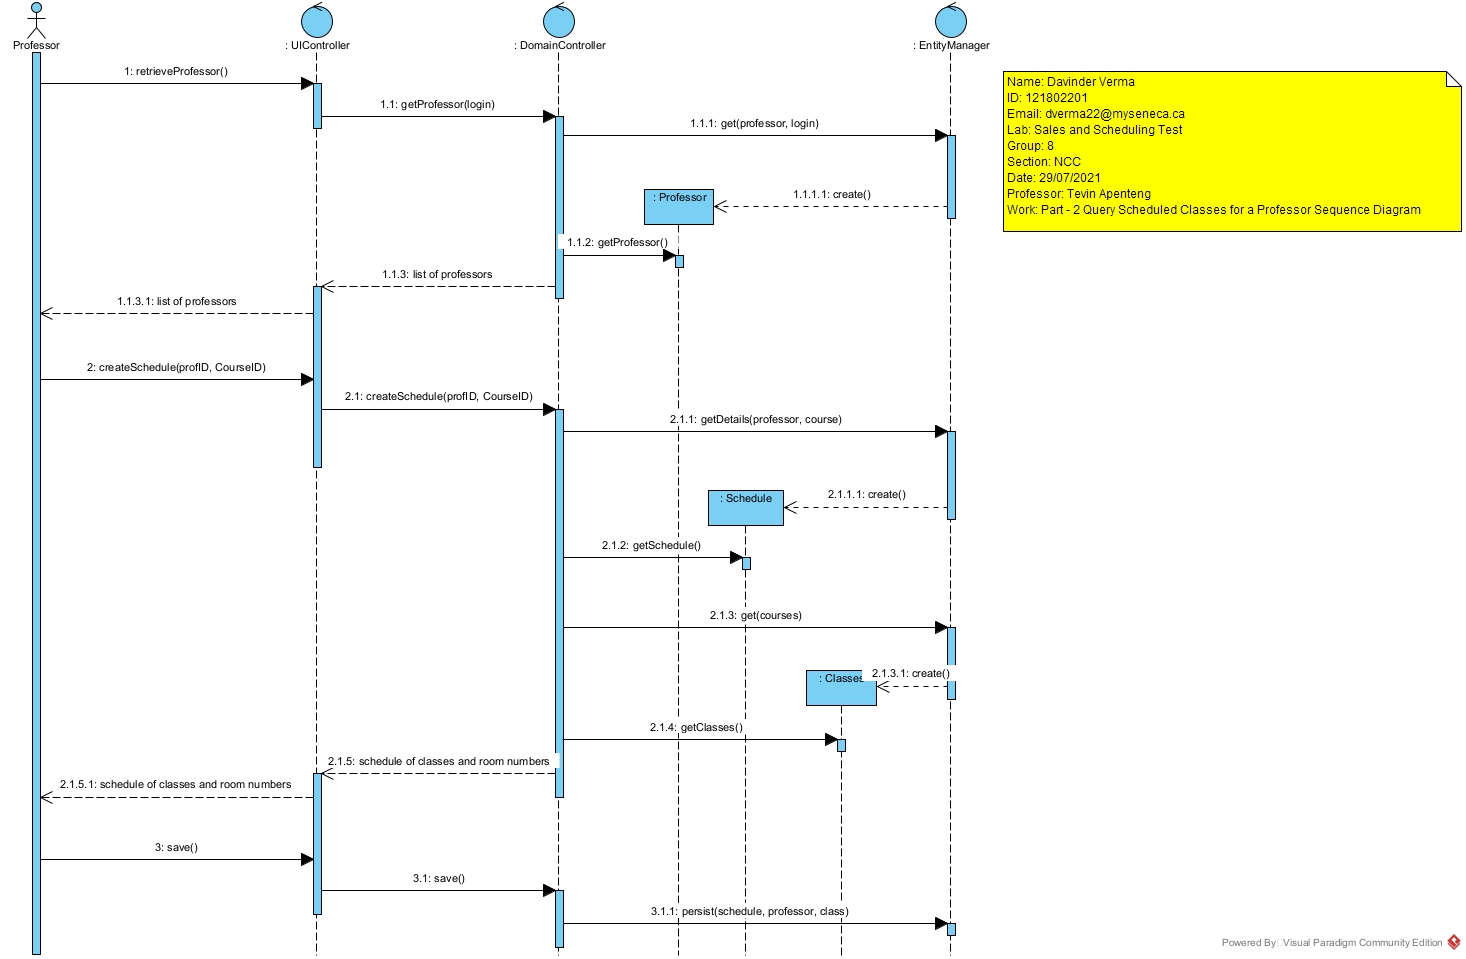 Professor
: UIController
: DomainController
: EntityManager
1: retrieveProfessor()
1.1: getProfessor(login)
1.1.1: get(professor, login)
1.1.1.1: create()
: Professor
1.1.2: getProfessor()
1.1.3: list of professors
1.1.3.1: list of professors
2: createSchedule(profID, CourseID)
2.1: createSchedule(profID, CourseID)
2.1.1: getDetails(professor, course)
2.1.1.1: create()
: Schedule
2.1.2: getSchedule()
2.1.3: get(courses)
2.1.3.1: create()
: Classes
2.1.4: getClasses()
2.1.5: schedule of classes and room numbers
2.1.5.1: schedule of classes and room numbers
3: save()
3.1: save()
3.1.1: persist(schedule, professor, class)
Name: Davinder Verma
ID: 121802201
Email: dverma22@myseneca.ca
Lab: Sales and Scheduling Test
Group: 8
Section: NCC
Date: 29/07/2021
Professor: Tevin Apenteng
Work: Part - 2 Query Scheduled Classes for a Professor Sequence Diagram
Powered By Visual Paradigm Community Edition